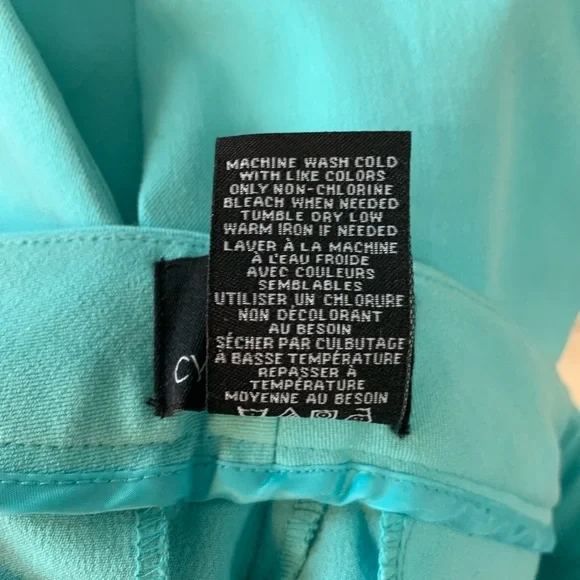 MACHINE WASH COLD
WITH LIKE COLORS
ONLY NON-CHLORINE
BLEACH WHEN NEEDED
TUMBLE DRY LOW
WARM IRON IF NEEDED
LAVER À LA MACHINE
À L'EAU FROIDE
AVEC COULEURS
SEMBLABLES
UTILISER UN CHLORURE
NON DÉCOLORANT
AU BESOIN
SÉCHER PAR CULBUTAGE
À BASSE TEMPÉRATURE
REPASSER À
TEMPÉRATURE
MOYENNE AU BESOIN